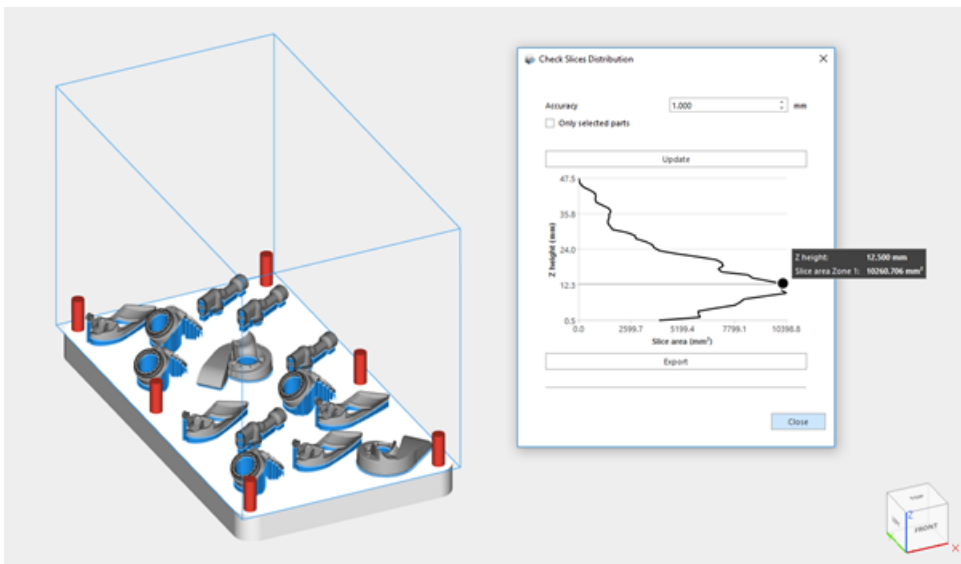 Check Slices Distribution
Accuracy
1.000
mm
Only selected parts
Update
47.5
35.8
24.0
12.3
0.5
Z height (mm)
Z height: 12.500 mm
Slice area Zone 1: 10260.706 mm²
0.0 2599.7 5199.4 7799.1 10398.8
Slice area (mm²)
Export
Close
TOP
FRONT
Z
X